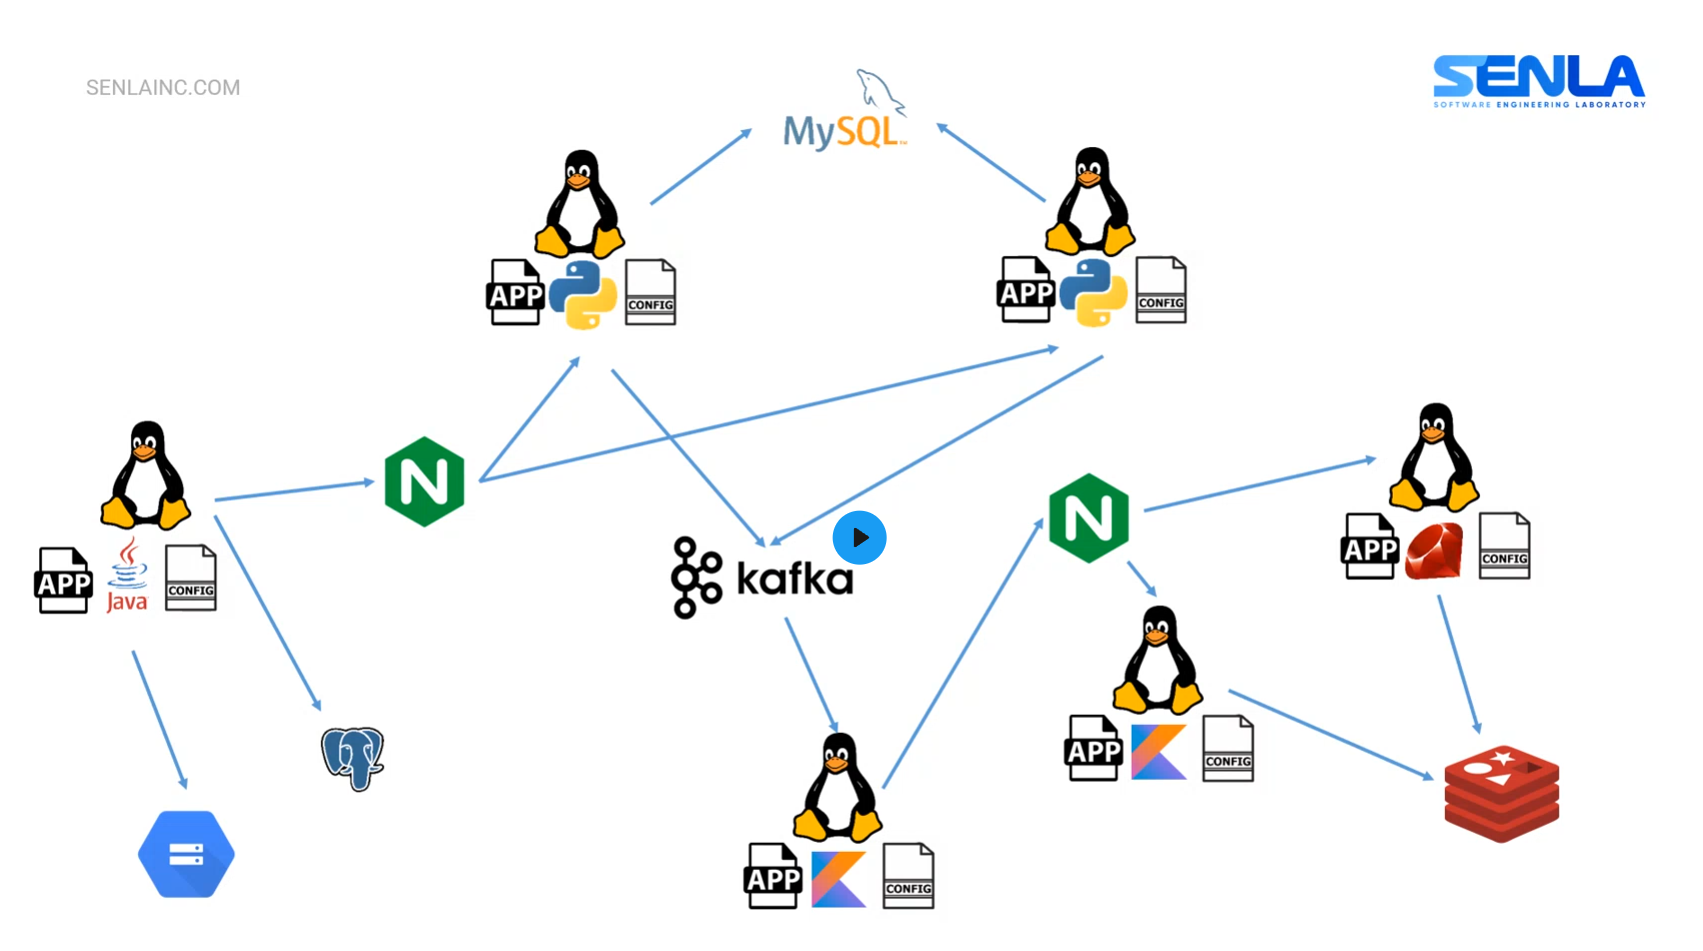 SENLAINC.COM
SENLA
SOFTWARE ENGINEERING LABORATORY
MySQL
APP
CONFIG
APP
CONFIG
N
N
APP
Java
CONFIG
kafka
APP
CONFIG
APP
CONFIG
APP
CONFIG